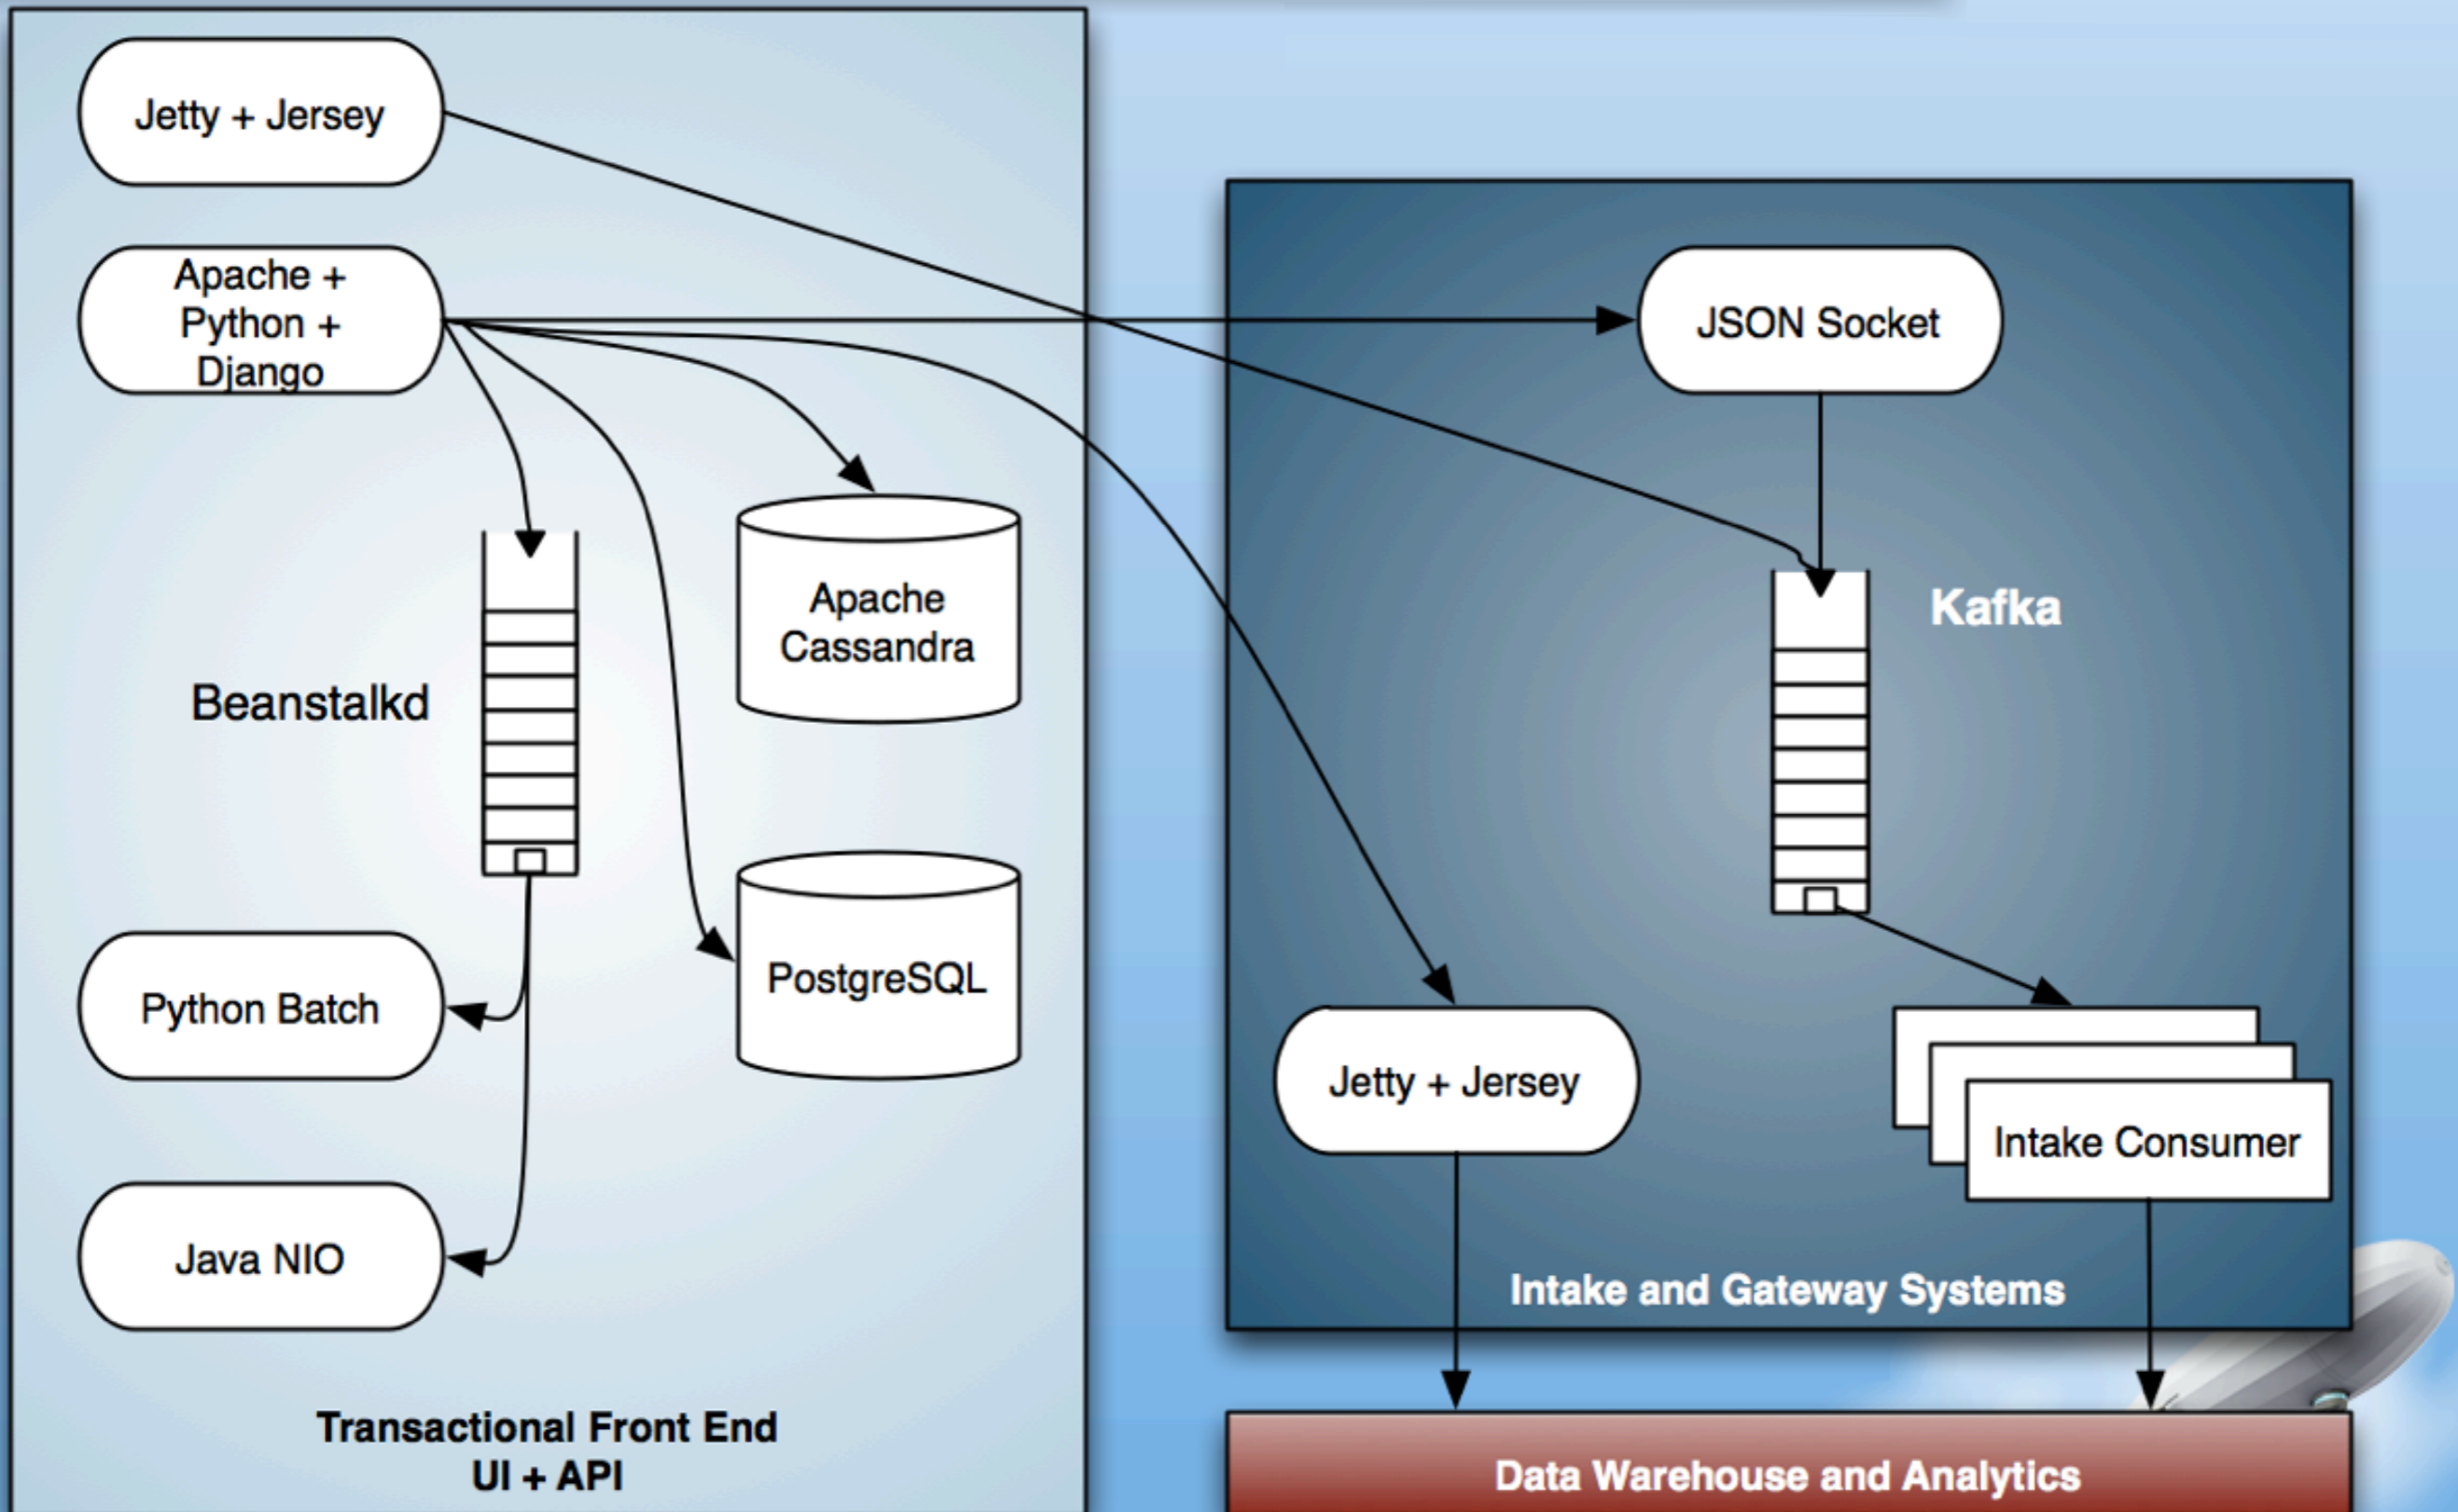 Jetty + Jersey
Apache +
Python +
Django
JSON Socket
Kafka
Apache
Cassandra
Beanstalkd
PostgreSQL
Python Batch
Jetty + Jersey
Intake Consumer
Java NIO
Intake and Gateway Systems
Transactional Front End
UI + API
Data Warehouse and Analytics